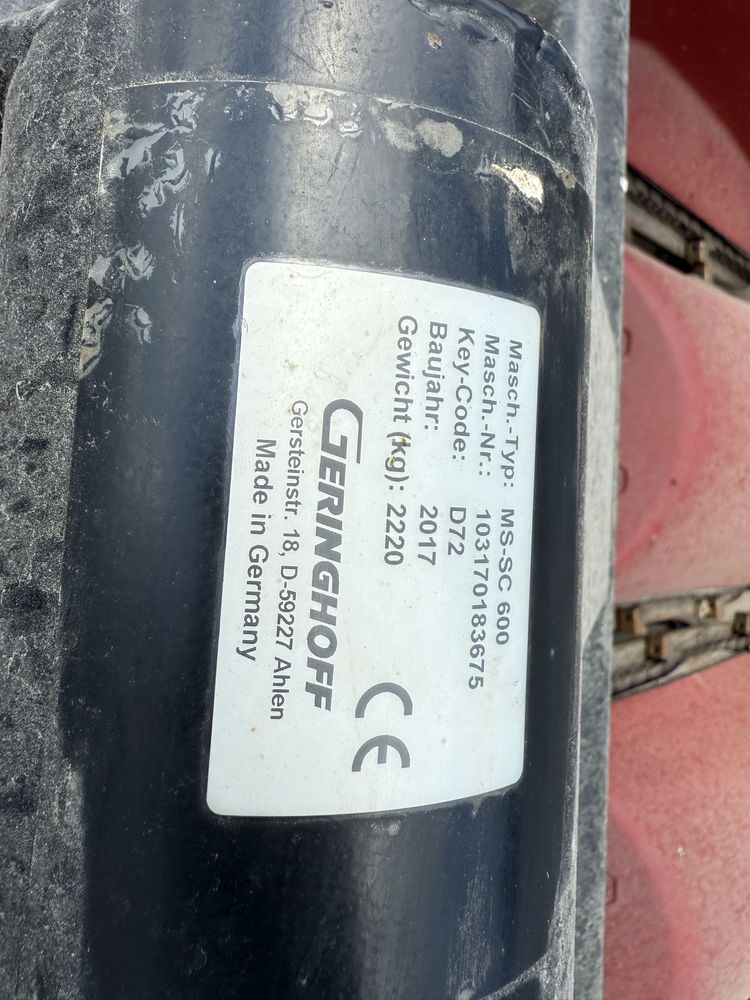 Masch.-Typ: MS-SC 600
Masch.-Nr.: 103170183675
Key-Code: D72
Baujahr: 2017
Gewicht (kg): 2220
GERINGHOFF CE
Gersteinstr. 18, D-59227 Ahlen
Made in Germany